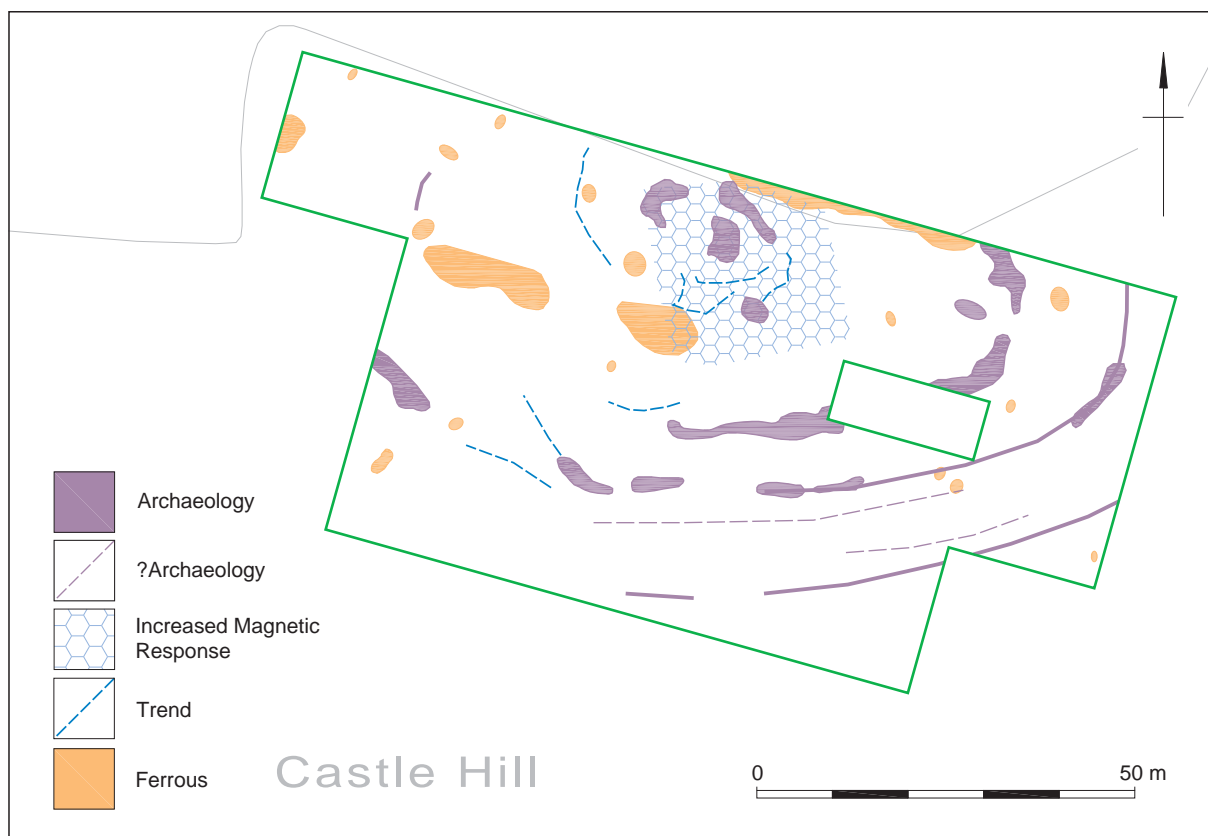 Archaeology
?Archaeology
Increased Magnetic
Response
Trend
Ferrous
Castle Hill
0 50 m